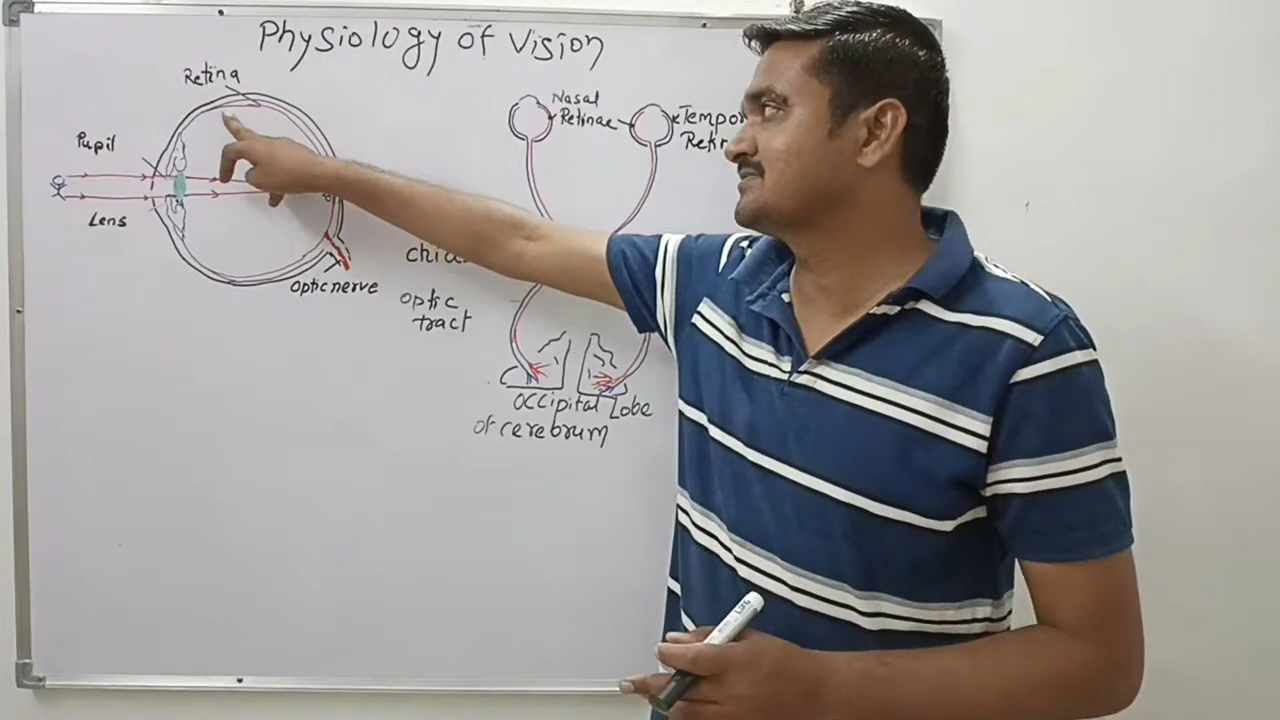 Physiology of Vision
Retina
Pupil
Lens
Optic nerve
Nasal
Retinae
Optic
tract
Occipital Lobe
of cerebrum